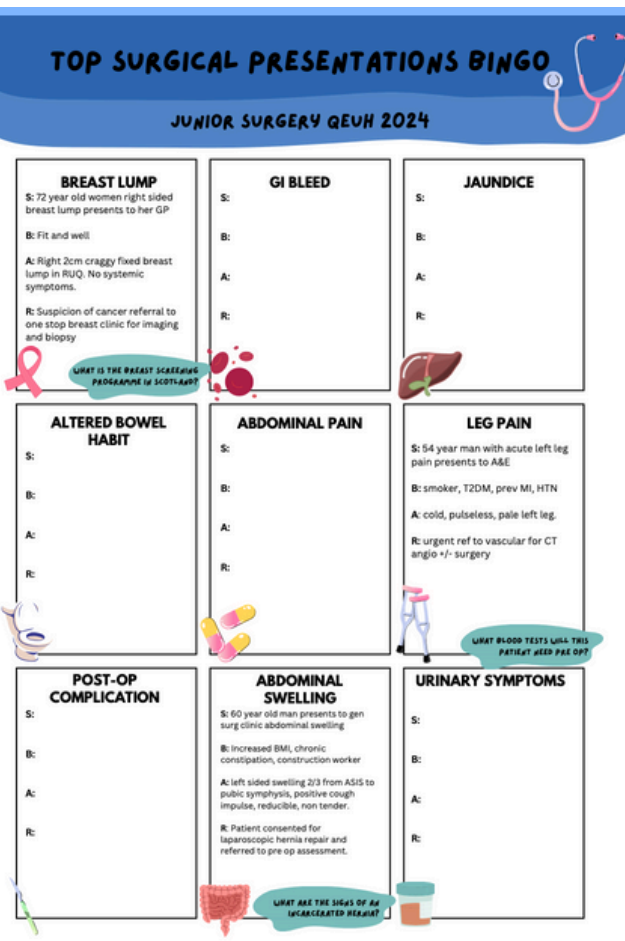 TOP SURGICAL PRESENTATIONS BINGO
JUNIOR SURGERY QEUH 2024
BREAST LUMP
S: 72 year old women right sided
breast lump presents to her GP
B: Fit and well
A: Right 2cm craggy fixed breast
lump in RUQ. No systemic
symptoms.
R: Suspicion of cancer referral to
one stop breast clinic for imaging
and biopsy
WHAT IS THE BREAST SCREENING
PROGRAMME IN SCOTLAND?
GI BLEED
S:
B:
A:
R:
JAUNDICE
S:
B:
A:
R:
ALTERED BOWEL
HABIT
S:
B:
A:
R:
ABDOMINAL PAIN
S:
B:
A:
R:
LEG PAIN
S: 54 year man with acute left leg
pain presents to A&E
B: smoker, T2DM, prev MI, HTN
A: cold, pulseless, pale left leg.
R: urgent ref to vascular for CT
angio +/- surgery
WHAT BLOOD TESTS WILL THIS
PATIENT NEED PRE OP?
POST-OP
COMPLICATION
S:
B:
A:
R:
ABDOMINAL
SWELLING
S: 60 year old man presents to gen
surg clinic abdominal swelling
B: Increased BMI, chronic
constipation, construction worker
A: left sided swelling 2/3 from ASIS to
pubic symphysis, positive cough
impulse, reducible, non tender.
R: Patient consented for
laparoscopic hernia repair and
referred to pre op assessment.
WHAT ARE THE SIGNS OF AN
INCARCERATED HERNIA?
URINARY SYMPTOMS
S:
B:
A:
R: